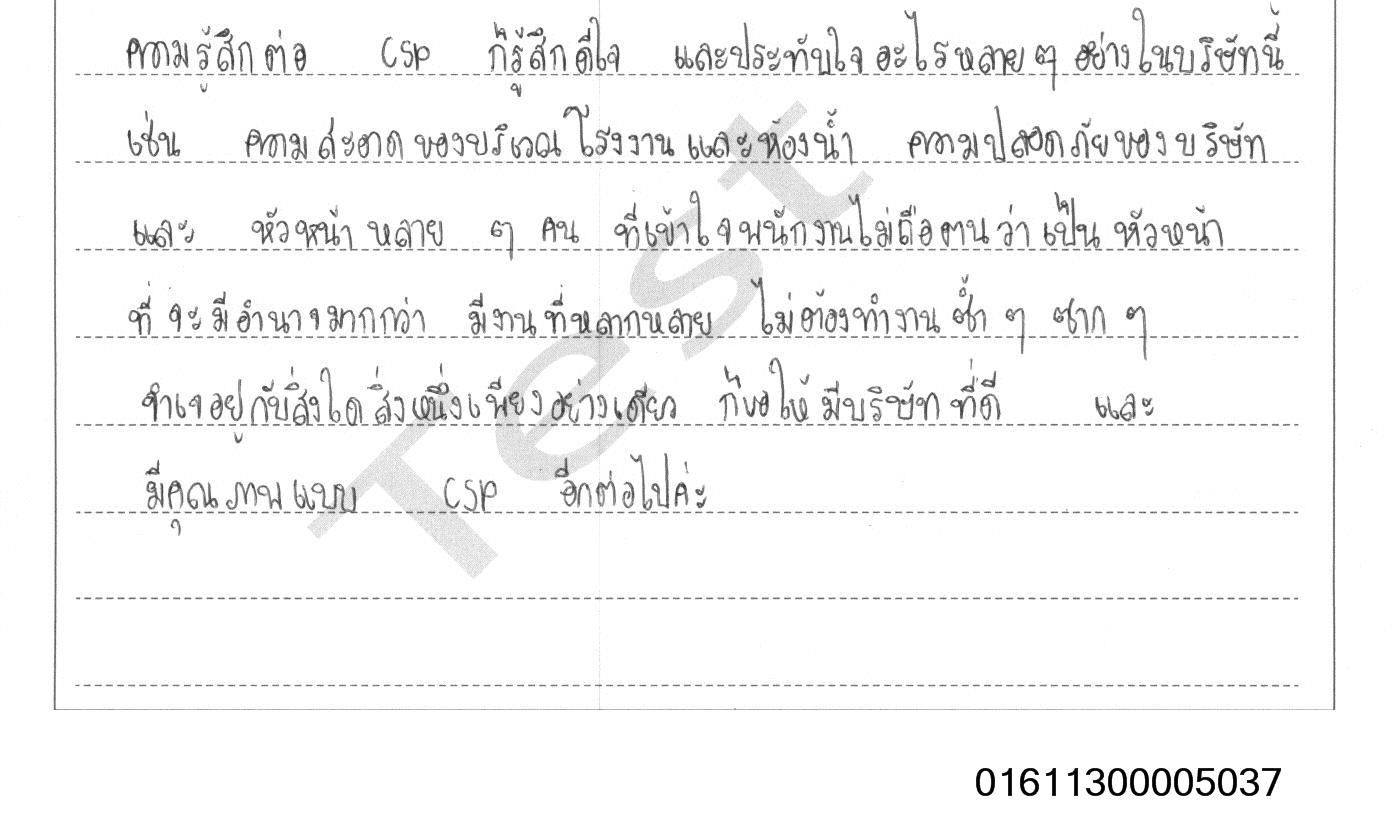 ความรู้สึกต่อ CSP ก็รู้สึกดีใจ และประทับใจอะไรหลายๆ อย่างในบริษัทนี้
เช่น ความสะอาดของบริเวณโรงงานและห้องน้ำ ความปลอดภัยของบริษัท
และ หัวหน้าหลาย ๆ คน ที่เข้าใจพนักงานไม่ถือตนว่าเป็นหัวหน้า
ที่จะมีอำนาจมากกว่า มีงานที่หลากหลาย ไม่ต้องทำงานซ้ำ ๆ ซาก ๆ
จำเจอยู่กับสิ่งใดสิ่งหนึ่งเพียงอย่างเดียว ก็ขอให้มีบริษัทที่ดี และ
มีคุณภาพแบบ CSP อีกต่อไปค่ะ
Test
01611300005037